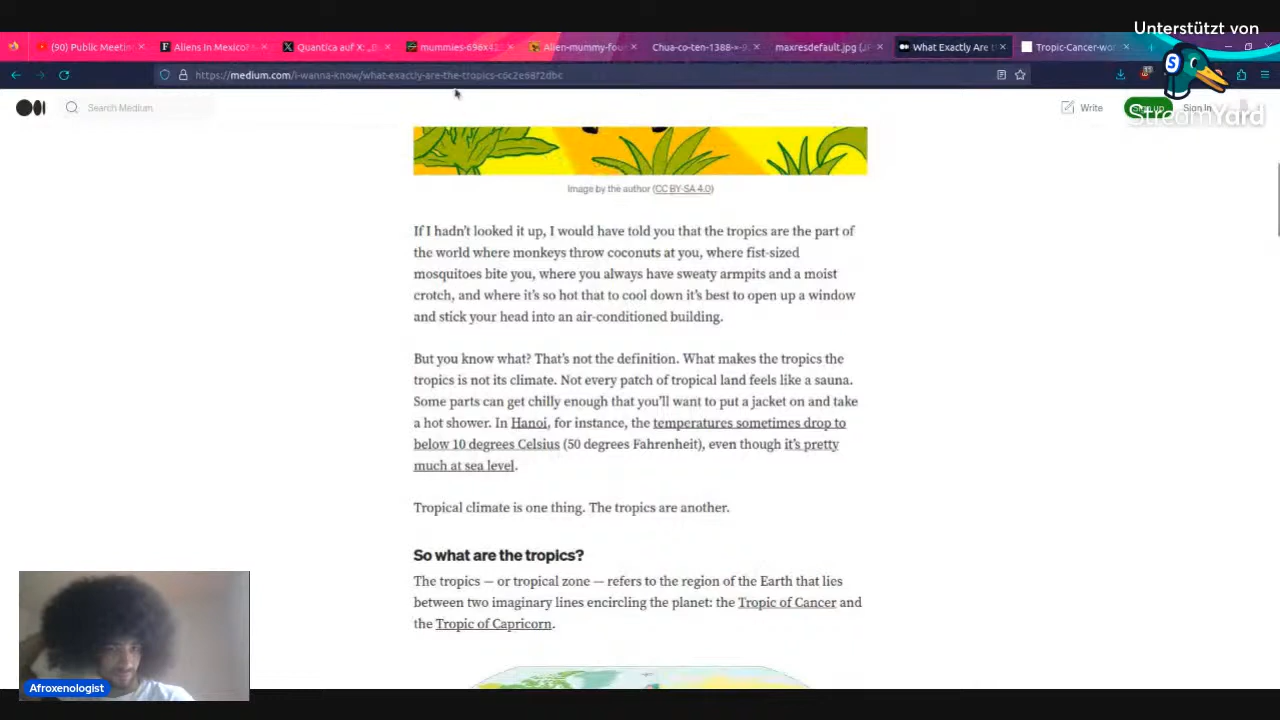 Unterstützt von
StreamYard
(90) Public Meetin
Aliens in Mexico
Quantica auf X: „
mummies-696x4
Alien-mummy-fou
Chua-co-ten-1388-
maxresdefault.jpg (
What Exactly Are
Tropic-Cancer-wo
https://medium.com/i-wanna-know/what-exactly-are-the-tropics-c6c2e68f2dbc
Search Medium
Write
Sign up
Sign In
Image by the author (CC BY-SA 4.0)
If I hadn't looked it up, I would have told you that the tropics are the part of
the world where monkeys throw coconuts at you, where fist-sized
mosquitoes bite you, where you always have sweaty armpits and a moist
crotch, and where it's so hot that to cool down it's best to open up a window
and stick your head into an air-conditioned building.
But you know what? That's not the definition. What makes the tropics the
tropics is not its climate. Not every patch of tropical land feels like a sauna.
Some parts can get chilly enough that you'll want to put a jacket on and take
a hot shower. In Hanoi, for instance, the temperatures sometimes drop to
below 10 degrees Celsius (50 degrees Fahrenheit), even though it's pretty
much at sea level.
Tropical climate is one thing. The tropics are another.
So what are the tropics?
The tropics — or tropical zone — refers to the region of the Earth that lies
between two imaginary lines encircling the planet: the Tropic of Cancer and
the Tropic of Capricorn.
Afroxenologist